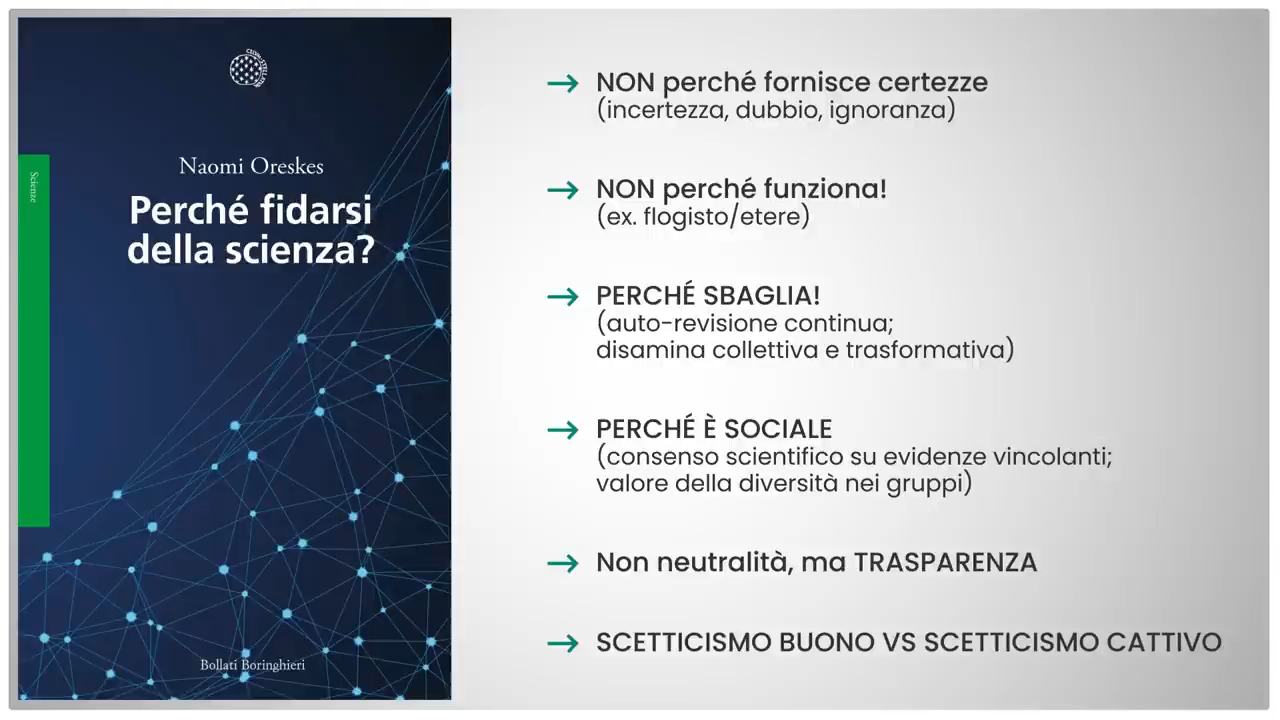 Naomi Oreskes
Perché fidarsi
della scienza?
Scienze
Bollati Boringhieri
→ NON perché fornisce certezze
(incertezza, dubbio, ignoranza)
→ NON perché funziona!
(ex. flogisto/etere)
→ PERCHÉ SBAGLIA!
(auto-revisione continua;
disamina collettiva e trasformativa)
→ PERCHÉ È SOCIALE
(consenso scientifico su evidenze vincolanti;
valore della diversità nei gruppi)
→ Non neutralità, ma TRASPARENZA
→ SCETTICISMO BUONO VS SCETTICISMO CATTIVO